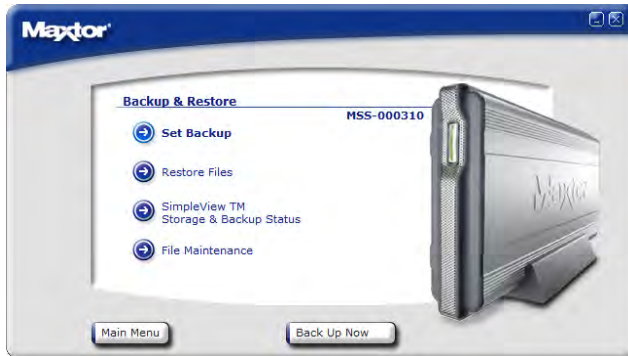 Maxtor
Backup & Restore
MSS-000310
Set Backup
Restore Files
SimpleView TM
Storage & Backup Status
File Maintenance
Maxtor
Main Menu
Back Up Now